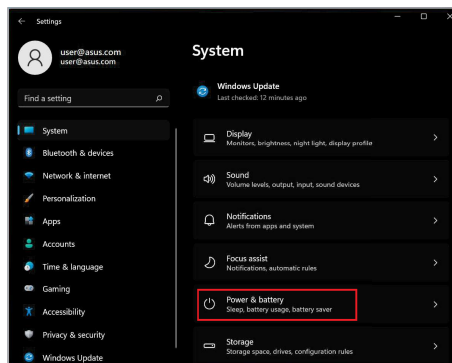 Settings
user@asus.com
user@asus.com
Find a setting
System
Bluetooth & devices
Network & internet
Personalization
Apps
Accounts
Time & language
Gaming
Accessibility
Privacy & security
Windows Update
System
Windows Update
Last checked: 12 minutes ago
Display
Monitors, brightness, night light, display profile
Sound
Volume levels, output, input, sound devices
Notifications
Alerts from apps and system
Focus assist
Notifications, automatic rules
Power & battery
Sleep, battery usage, battery saver
Storage
Storage space, drives, configuration rules